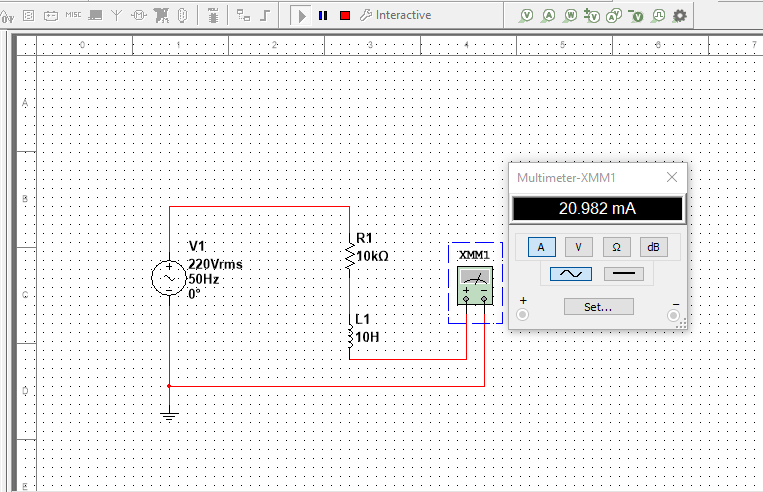 MISC
Interactive
V A W V
0 1 2 3 4 5 6 7
A
B
C
D
E
V1
220Vrms
50Hz
0°
+
−
R1
10kΩ
L1
10H
XMM1
+ −
Multimeter-XMM1
20.982 mA
A V Ω dB
+ Set... −